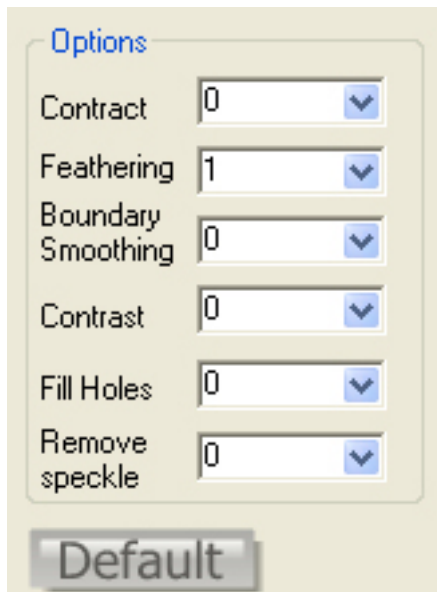 Options
Contract 0
Feathering 1
Boundary
Smoothing 0
Contrast 0
Fill Holes 0
Remove
speckle 0
Default